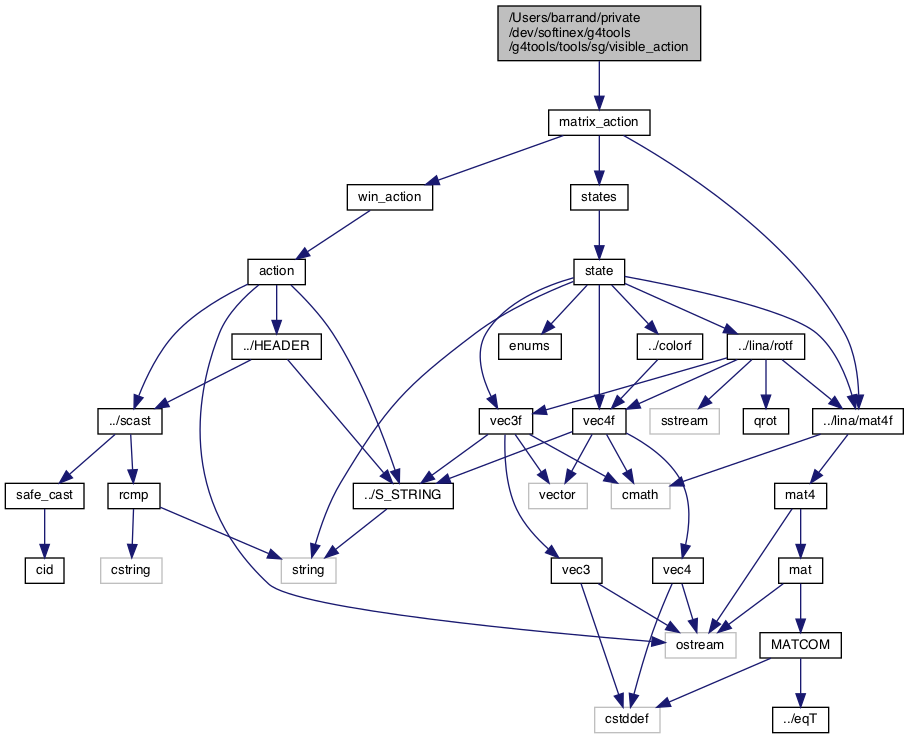 /Users/barrand/private
/dev/softinex/g4tools
/g4tools/tools/sg/visible_action
matrix_action
win_action
states
action
state
../HEADER
enums
../colorf
../lina/rotf
../scast
vec3f
vec4f
sstream
qrot
../lina/mat4f
safe_cast
rcmp
../S_STRING
vector
cmath
mat4
cid
cstring
string
vec3
vec4
mat
ostream
MATCOM
cstddef
../eqT